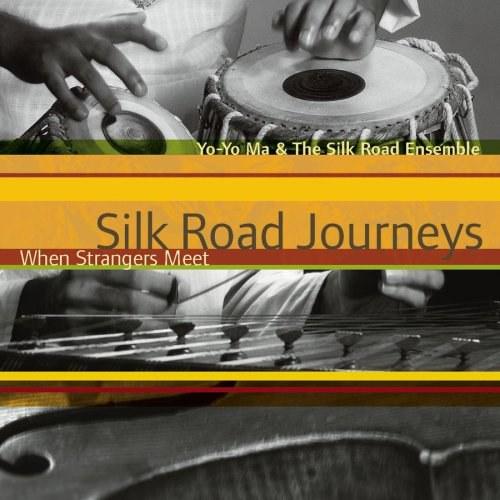 Yo-Yo Ma & The Silk Road Ensemble
Silk Road Journeys
When Strangers Meet